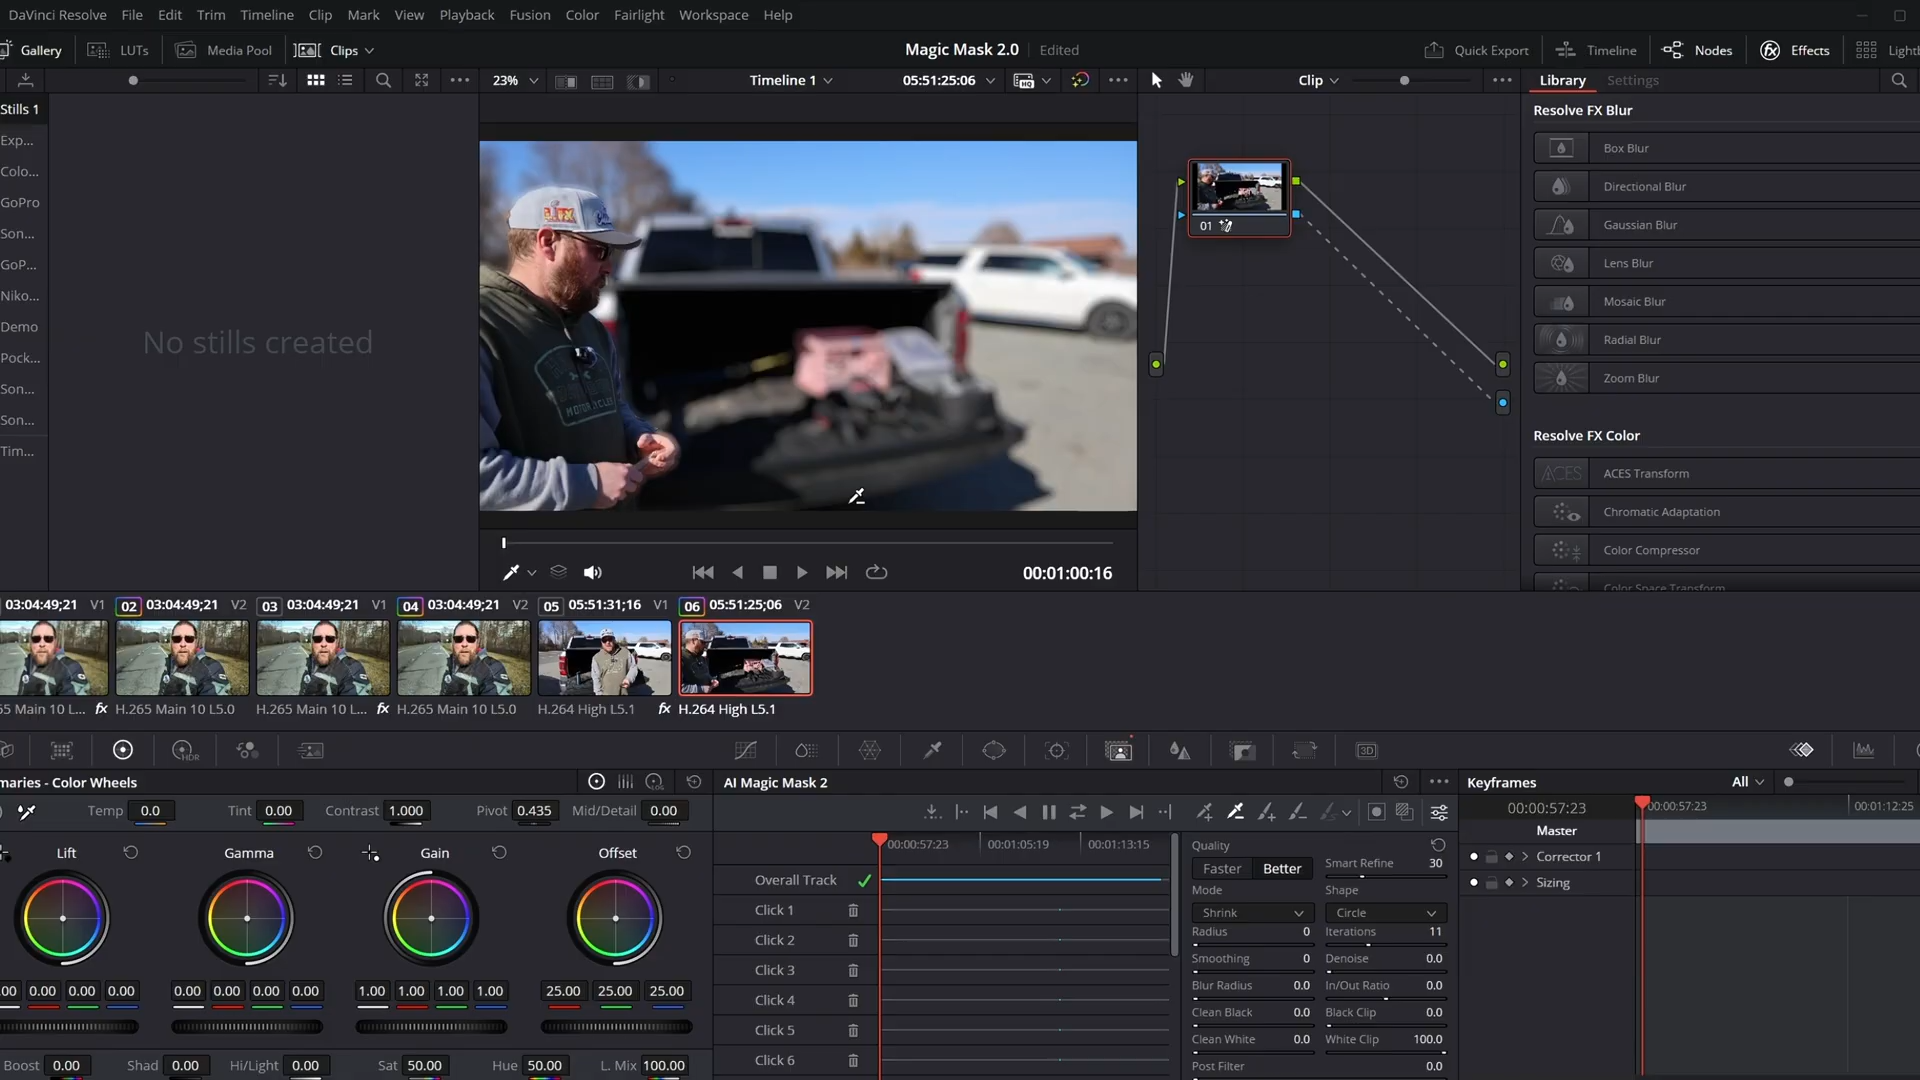 DaVinci Resolve File Edit Trim Timeline Clip Mark View Playback Fusion Color Fairlight Workspace Help
Gallery LUTs Media Pool Clips Magic Mask 2.0 Edited Quick Export Timeline Nodes Effects Lightb
23% Timeline 1 05:51:25:06 Clip Library Settings
Stills 1
Exp...
Colo...
GoPro
Son...
GoP...
Niko...
Demo
Pock...
Son...
Son...
Tim...
No stills created
LIX
MOTORCYCLES
01
Resolve FX Blur
Box Blur
Directional Blur
Gaussian Blur
Lens Blur
Mosaic Blur
Radial Blur
Zoom Blur
Resolve FX Color
ACES Transform
Chromatic Adaptation
Color Compressor
Color Space Transform
00:01:00:16
03:04:49;21 V1 02 03:04:49;21 V2 03 03:04:49;21 V1 04 03:04:49;21 V2 05 05:51:31;16 V1 06 05:51:25;06 V2
65 Main 10 L... fx H.265 Main 10 L5.0 H.265 Main 10 L... fx H.265 Main 10 L5.0 H.264 High L5.1 fx H.264 High L5.1
HDR 3D
maries - Color Wheels
Temp 0.0 Tint 0.00 Contrast 1.000 Pivot 0.435 Mid/Detail 0.00
Lift Gamma Gain Offset
.00 0.00 0.00 0.00 0.00 0.00 0.00 0.00 1.00 1.00 1.00 1.00 25.00 25.00 25.00
Boost 0.00 Shad 0.00 Hi/Light 0.00 Sat 50.00 Hue 50.00 L. Mix 100.00
AI Magic Mask 2
00:00:57:23 00:01:05:19 00:01:13:15
Overall Track
Click 1
Click 2
Click 3
Click 4
Click 5
Click 6
Quality
Faster Better Smart Refine 30
Mode Shape
Shrink Circle
Radius 0 Iterations 11
Smoothing 0 Denoise 0.0
Blur Radius 0.0 In/Out Ratio 0.0
Clean Black 0.0 Black Clip 0.0
Clean White 0.0 White Clip 100.0
Post Filter 0.0
Keyframes All
00:00:57:23 00:00:57:23 00:01:12:25
Master
Corrector 1
Sizing